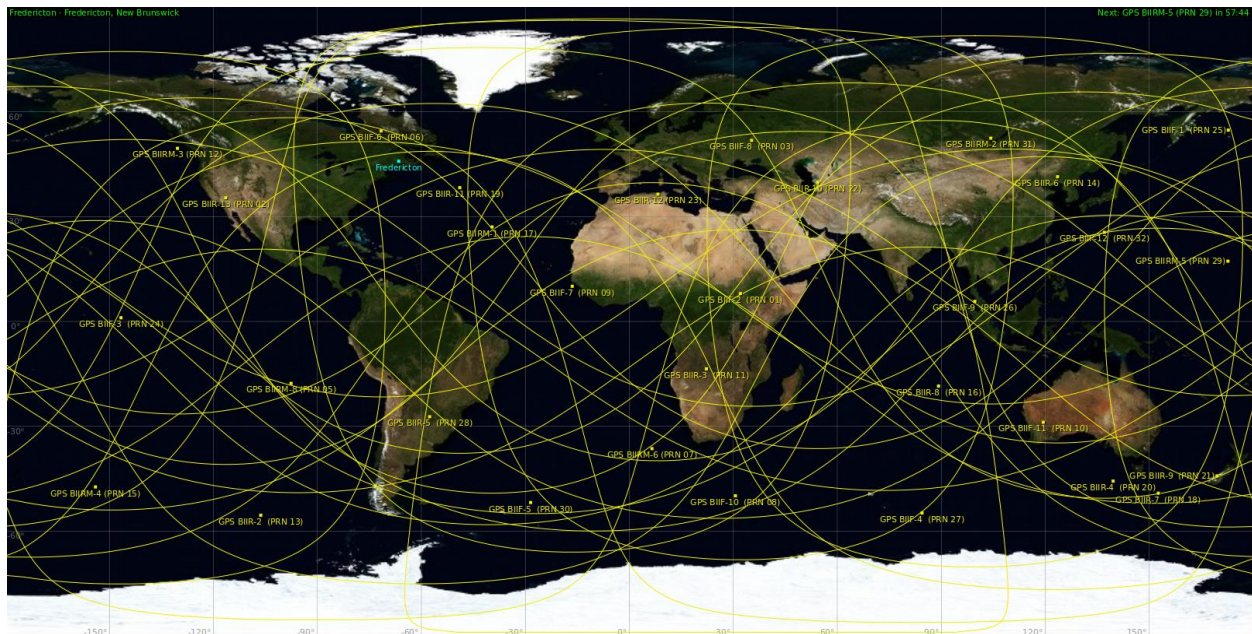 Fredericton - Fredericton, New Brunswick
Next: GPS BIIRM-5 (PRN 29) in 57:44
60°
GPS BIIF-1 (PRN 25)
GPS BIIF-6 (PRN 06)
GPS BIIF-8 (PRN 03)
GPS BIIRM-2 (PRN 31)
GPS BIIRM-3 (PRN 12)
Fredericton
GPS BIIR-6 (PRN 14)
GPS BIIR-10 (PRN 22)
GPS BIIR-11 (PRN 19)
GPS BIIR-12 (PRN 23)
GPS BIIR-13 (PRN 02)
30°
GPS BIIRM-1 (PRN 17)
GPS BIIF-12 (PRN 32)
GPS BIIRM-5 (PRN 29)
GPS BIIF-7 (PRN 09)
GPS BIIF-2 (PRN 01)
GPS BIIF-9 (PRN 26)
GPS BIIF-3 (PRN 24)
0°
GPS BIIR-3 (PRN 11)
GPS BIIRM-8 (PRN 05)
GPS BIIR-8 (PRN 16)
GPS BIIR-5 (PRN 28)
GPS BIIF-11 (PRN 10)
-30°
GPS BIIRM-6 (PRN 07)
GPS BIIR-9 (PRN 21)
GPS BIIR-4 (PRN 20)
GPS BIIRM-4 (PRN 15)
GPS BIIR-7 (PRN 18)
GPS BIIF-10 (PRN 08)
GPS BIIF-5 (PRN 30)
GPS BIIF-4 (PRN 27)
GPS BIIR-2 (PRN 13)
-60°
-150° -120° -90° -60° -30° 0° 30° 60° 90° 120° 150°